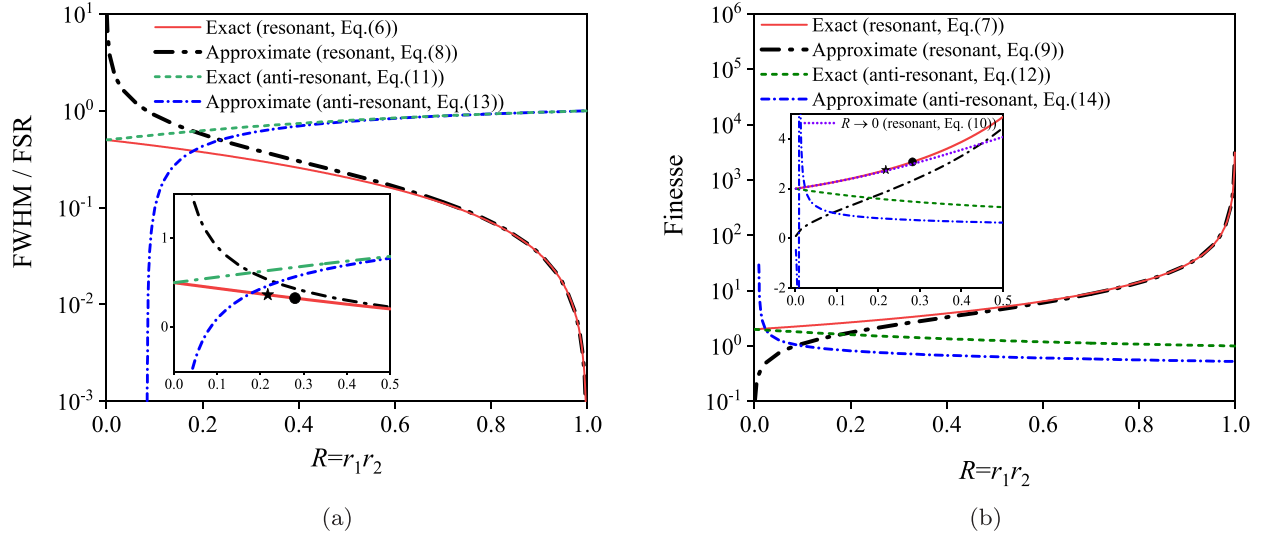 10^1
10^0
10^-1
10^-2
10^-3
FWHM / FSR
Exact (resonant, Eq.(6))
Approximate (resonant, Eq.(8))
Exact (anti-resonant, Eq.(11))
Approximate (anti-resonant, Eq.(13))
1
0
0.0 0.1 0.2 0.3 0.4 0.5
0.0 0.2 0.4 0.6 0.8 1.0
R=r_1r_2
(a)
10^6
10^5
10^4
10^3
10^2
10^1
10^0
10^-1
Finesse
Exact (resonant, Eq.(7))
Approximate (resonant, Eq.(9))
Exact (anti-resonant, Eq.(12))
Approximate (anti-resonant, Eq.(14))
R → 0 (resonant, Eq. (10))
4
2
0
-2
0.0 0.1 0.2 0.3 0.4 0.5
0.0 0.2 0.4 0.6 0.8 1.0
R=r_1r_2
(b)